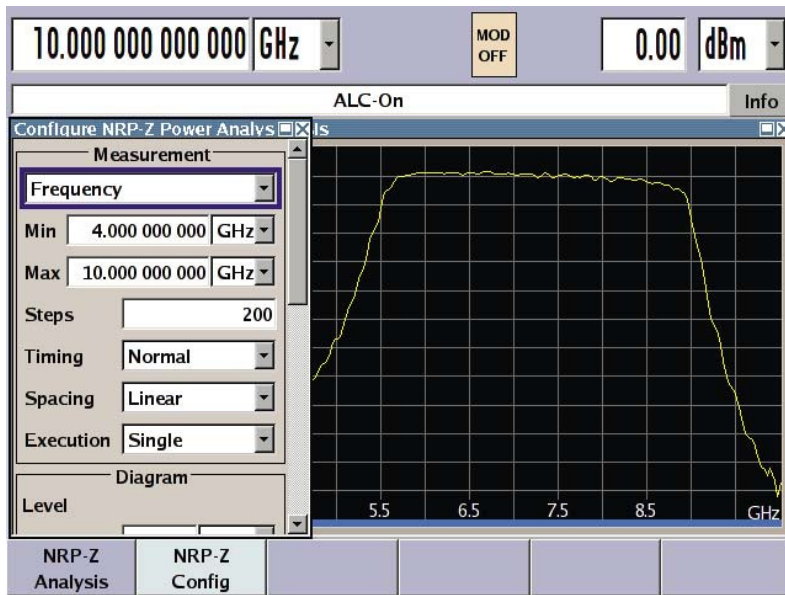 10.000 000 000 000 GHz
MOD OFF
0.00 dBm
ALC-On
Info
Configure NRP-Z Power Analys
is
Measurement
Frequency
Min 4.000 000 000 GHz
Max 10.000 000 000 GHz
Steps 200
Timing Normal
Spacing Linear
Execution Single
Diagram
Level
5.5 6.5 7.5 8.5 GHz
NRP-Z Analysis
NRP-Z Config